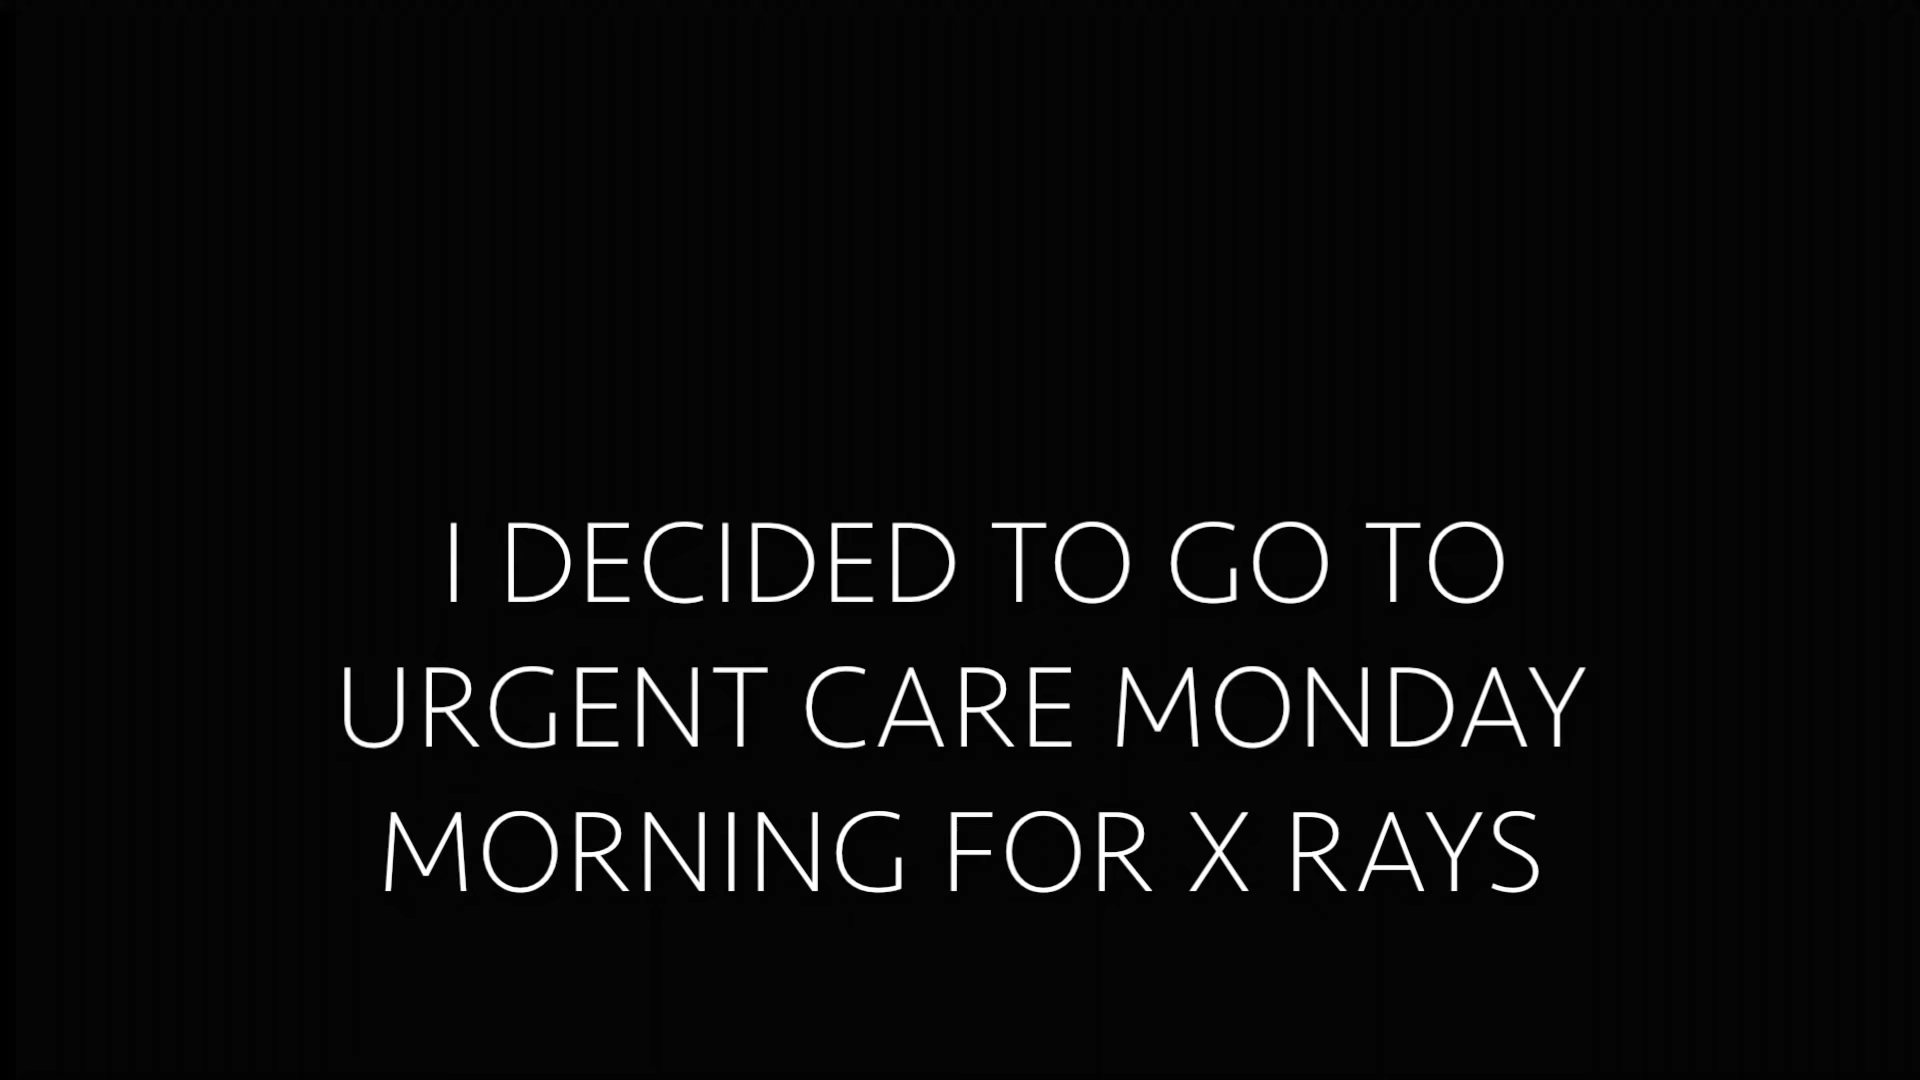 I DECIDED TO GO TO
URGENT CARE MONDAY
MORNING FOR X RAYS